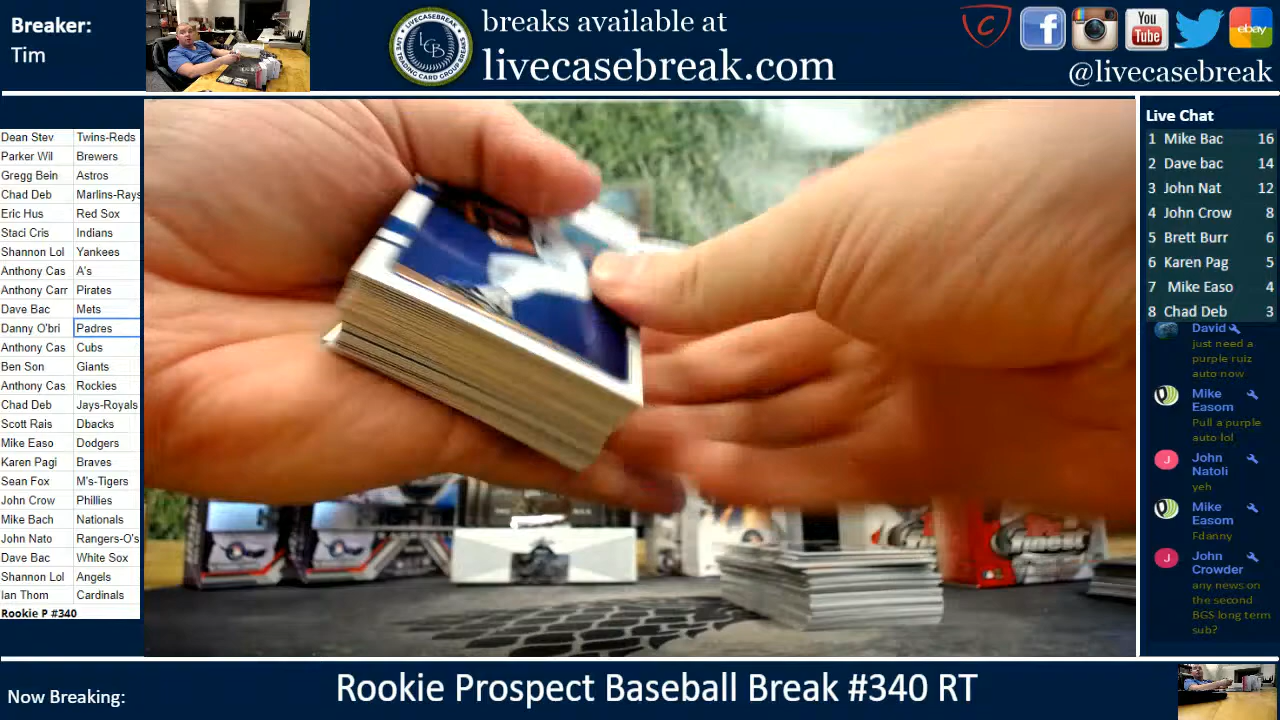 Breaker:
Tim
LCB
breaks available at
livecasebreak.com
You
Tube
ebay
@livecasebreak
Dean Stev Twins-Reds
Parker Wil Brewers
Gregg Bein Astros
Chad Deb Marlins-Rays
Eric Hus Red Sox
Staci Cris Indians
Shannon Lol Yankees
Anthony Cas A's
Anthony Carr Pirates
Dave Bac Mets
Danny O'bri Padres
Anthony Cas Cubs
Ben Son Giants
Anthony Cas Rockies
Chad Deb Jays-Royals
Scott Rais Dbacks
Mike Easo Dodgers
Karen Pagi Braves
Sean Fox M's-Tigers
John Crow Phillies
Mike Bach Nationals
John Nato Rangers-O's
Dave Bac White Sox
Shannon Lol Angels
Ian Thom Cardinals
Rookie P #340
Finest
Live Chat
1 Mike Bac 16
2 Dave bac 14
3 John Nat 12
4 John Crow 8
5 Brett Burr 6
6 Karen Pag 5
7 Mike Easo 4
8 Chad Deb 3
David
just need a
purple ruiz
auto now
Mike
Easom
Pull a purple
auto lol
J John
Natoli
yeh
Mike
Easom
Fdanny
J John
Crowder
any news on
the second
BGS long term
sub?
Now Breaking:
Rookie Prospect Baseball Break #340 RT